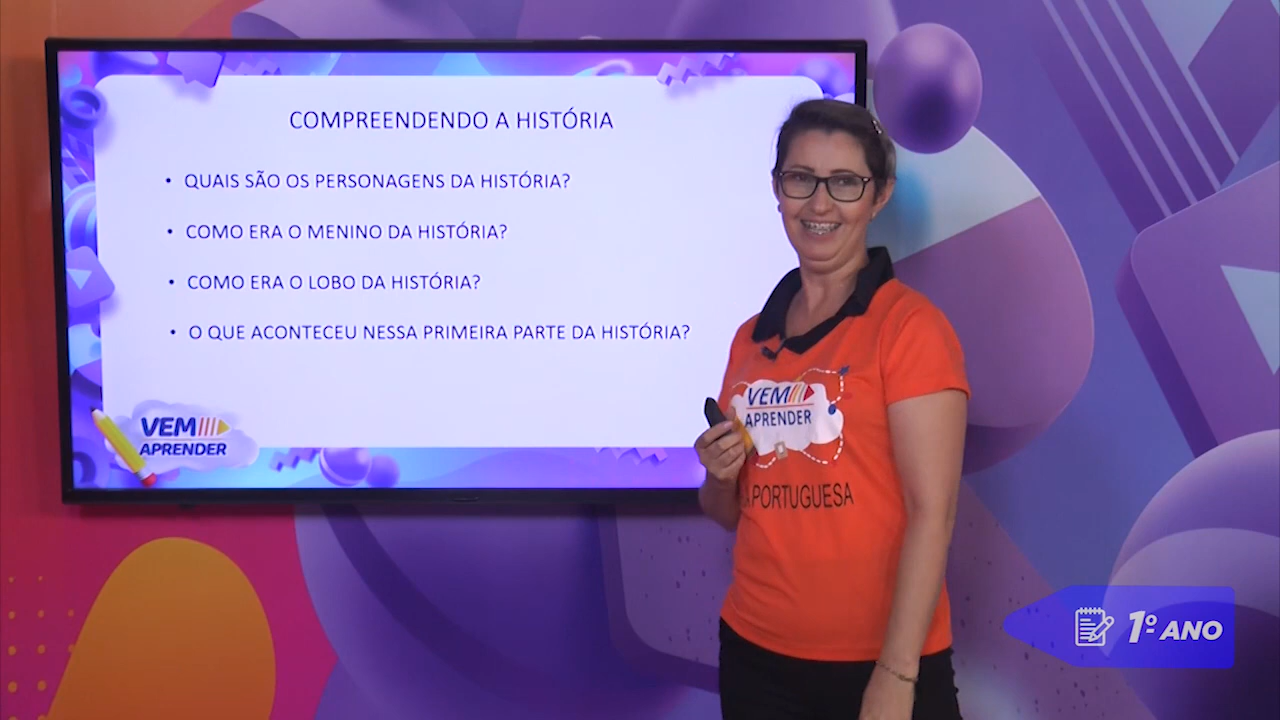 COMPREENDENDO A HISTÓRIA
• QUAIS SÃO OS PERSONAGENS DA HISTÓRIA?
• COMO ERA O MENINO DA HISTÓRIA?
• COMO ERA O LOBO DA HISTÓRIA?
• O QUE ACONTECEU NESSA PRIMEIRA PARTE DA HISTÓRIA?
VEM
APRENDER
VEM
APRENDER
PORTUGUESA
1º ANO